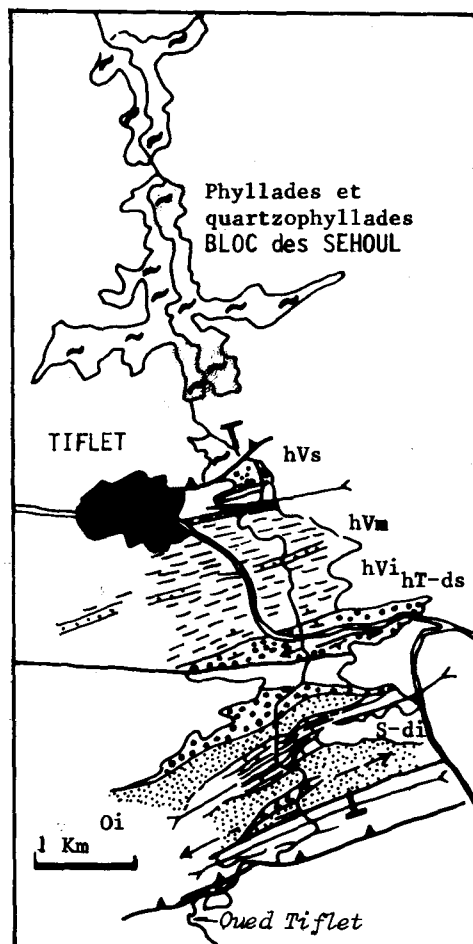 Phyllades et
quartzophyllades
BLOC des SEHOUL
TIFLET
hVs
hVm
hVi
hT-ds
S-di
Oi
1 Km
Oued Tiflet